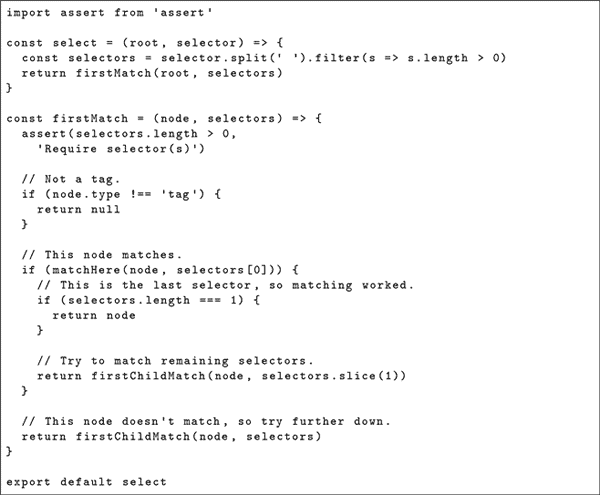 import assert from 'assert'

const select = (root, selector) => {
  const selectors = selector.split(' ').filter(s => s.length > 0)
  return firstMatch(root, selectors)
}

const firstMatch = (node, selectors) => {
  assert(selectors.length > 0,
    'Require selector(s)')

  // Not a tag.
  if (node.type !== 'tag') {
    return null
  }

  // This node matches.
  if (matchHere(node, selectors[0])) {
    // This is the last selector, so matching worked.
    if (selectors.length === 1) {
      return node
    }

    // Try to match remaining selectors.
    return firstChildMatch(node, selectors.slice(1))
  }

  // This node doesn't match, so try further down.
  return firstChildMatch(node, selectors)
}

export default select